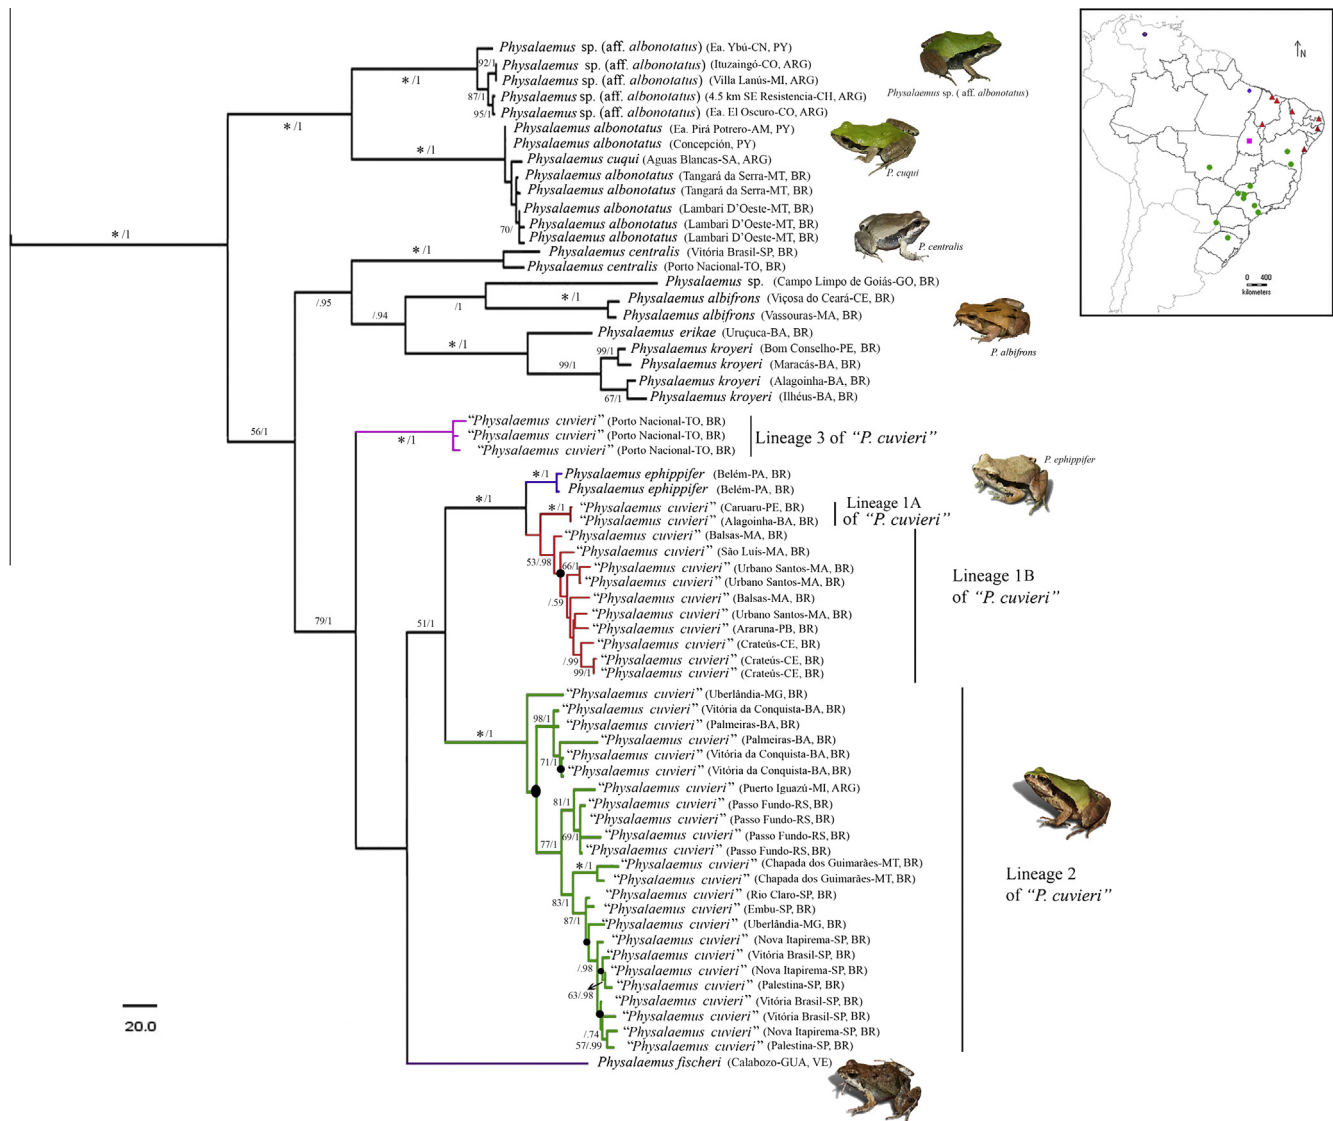 Physalaemus sp. (aff. albonotatus) (Ea. Ybú-CN, PY)
92/1
Physalaemus sp. (aff. albonotatus) (Ituzaingó-CO, ARG)
*/1
Physalaemus sp. (aff. albonotatus) (Villa Lanús-MI, ARG)
87/1
Physalaemus sp. (aff. albonotatus) (4.5 km SE Resistencia-CH, ARG)
95/1
Physalaemus sp. (aff. albonotatus) (Ea. El Oscuro-CO, ARG)
Physalaemus sp. ( aff. albonotatus)
*/1
Physalaemus albonotatus (Ea. Pirá Potrero-AM, PY)
*/1
Physalaemus albonotatus (Concepción, PY)
Physalaemus cuqui (Aguas Blancas-SA, ARG)
P. cuqui
Physalaemus albonotatus (Tangará da Serra-MT, BR)
Physalaemus albonotatus (Tangará da Serra-MT, BR)
Physalaemus albonotatus (Lambari D'Oeste-MT, BR)
Physalaemus albonotatus (Lambari D'Oeste-MT, BR)
70/
Physalaemus albonotatus (Lambari D'Oeste-MT, BR)
*/1
P. centralis
*/1
Physalaemus centralis (Vitória Brasil-SP, BR)
Physalaemus centralis (Porto Nacional-TO, BR)
Physalaemus sp. (Campo Limpo de Goiás-GO, BR)
/.95
*/1
Physalaemus albifrons (Viçosa do Ceará-CE, BR)
/1
Physalaemus albifrons (Vassouras-MA, BR)
/.94
Physalaemus erikae (Uruçuca-BA, BR)
*/1
99/1
Physalaemus kroyeri (Bom Conselho-PE, BR)
P. albifrons
99/1
Physalaemus kroyeri (Maracás-BA, BR)
Physalaemus kroyeri (Alagoinha-BA, BR)
67/1
Physalaemus kroyeri (Ilhéus-BA, BR)
N
0 400
kilometers
56/1
"Physalaemus cuvieri" (Porto Nacional-TO, BR)
*/1
"Physalaemus cuvieri" (Porto Nacional-TO, BR)
"Physalaemus cuvieri" (Porto Nacional-TO, BR)
Lineage 3 of "P. cuvieri"
P. ephippifer
*/1
Physalaemus ephippifer (Belém-PA, BR)
Physalaemus ephippifer (Belém-PA, BR)
*/1
*/1
"Physalaemus cuvieri" (Caruaru-PE, BR)
"Physalaemus cuvieri" (Alagoinha-BA, BR)
Lineage 1A
of "P. cuvieri"
"Physalaemus cuvieri" (Balsas-MA, BR)
"Physalaemus cuvieri" (São Luís-MA, BR)
53/.98
66/1
"Physalaemus cuvieri" (Urbano Santos-MA, BR)
"Physalaemus cuvieri" (Urbano Santos-MA, BR)
/.59
"Physalaemus cuvieri" (Balsas-MA, BR)
"Physalaemus cuvieri" (Urbano Santos-MA, BR)
"Physalaemus cuvieri" (Araruna-PB, BR)
"Physalaemus cuvieri" (Crateús-CE, BR)
/.99
"Physalaemus cuvieri" (Crateús-CE, BR)
99/1
"Physalaemus cuvieri" (Crateús-CE, BR)
Lineage 1B
of "P. cuvieri"
79/1
51/1
"Physalaemus cuvieri" (Uberlândia-MG, BR)
"Physalaemus cuvieri" (Vitória da Conquista-BA, BR)
98/1
"Physalaemus cuvieri" (Palmeiras-BA, BR)
*/1
"Physalaemus cuvieri" (Palmeiras-BA, BR)
"Physalaemus cuvieri" (Vitória da Conquista-BA, BR)
71/1
"Physalaemus cuvieri" (Vitória da Conquista-BA, BR)
"Physalaemus cuvieri" (Puerto Iguazú-MI, ARG)
81/1
"Physalaemus cuvieri" (Passo Fundo-RS, BR)
"Physalaemus cuvieri" (Passo Fundo-RS, BR)
69/1
"Physalaemus cuvieri" (Passo Fundo-RS, BR)
77/1
"Physalaemus cuvieri" (Passo Fundo-RS, BR)
*/1
"Physalaemus cuvieri" (Chapada dos Guimarães-MT, BR)
"Physalaemus cuvieri" (Chapada dos Guimarães-MT, BR)
83/1
"Physalaemus cuvieri" (Rio Claro-SP, BR)
"Physalaemus cuvieri" (Embu-SP, BR)
87/1
"Physalaemus cuvieri" (Uberlândia-MG, BR)
"Physalaemus cuvieri" (Nova Itapirema-SP, BR)
"Physalaemus cuvieri" (Vitória Brasil-SP, BR)
/.98
"Physalaemus cuvieri" (Nova Itapirema-SP, BR)
"Physalaemus cuvieri" (Palestina-SP, BR)
63/.98
"Physalaemus cuvieri" (Vitória Brasil-SP, BR)
"Physalaemus cuvieri" (Vitória Brasil-SP, BR)
/.74
"Physalaemus cuvieri" (Nova Itapirema-SP, BR)
57/.99
"Physalaemus cuvieri" (Palestina-SP, BR)
Lineage 2
of "P. cuvieri"
Physalaemus fischeri (Calabozo-GUA, VE)
20.0